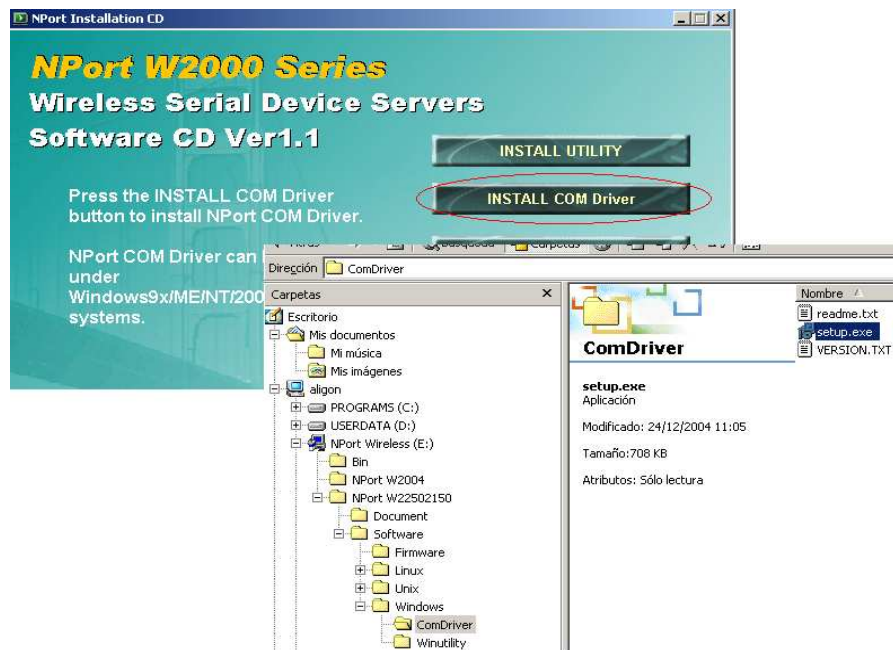 NPort Installation CD
NPort W2000 Series
Wireless Serial Device Servers
Software CD Ver1.1
INSTALL UTILITY
Press the INSTALL COM Driver
button to install NPort COM Driver.
INSTALL COM Driver
NPort COM Driver can
under
Windows9x/ME/NT/200
systems.
Dirección ComDriver
Carpetas
Escritorio
Mis documentos
Mi música
Mis imágenes
aligon
PROGRAMS (C:)
USERDATA (D:)
NPort Wireless (E:)
Bin
NPort W2004
NPort W22502150
Document
Software
Firmware
Linux
Unix
Windows
ComDriver
Winutility
ComDriver
setup.exe
Aplicación
Modificado: 24/12/2004 11:05
Tamaño:708 KB
Atributos: Sólo lectura
Nombre
readme.txt
setup.exe
VERSION.TXT